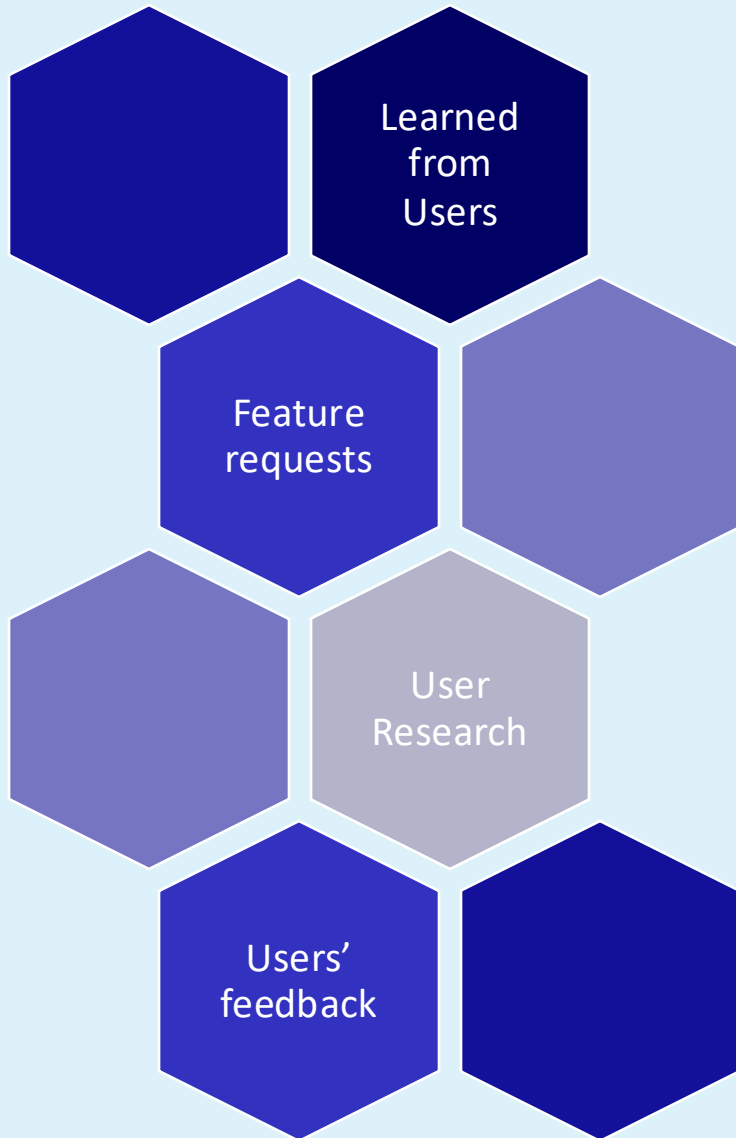 Learned
from
Users
Feature
requests
User
Research
Users’
feedback